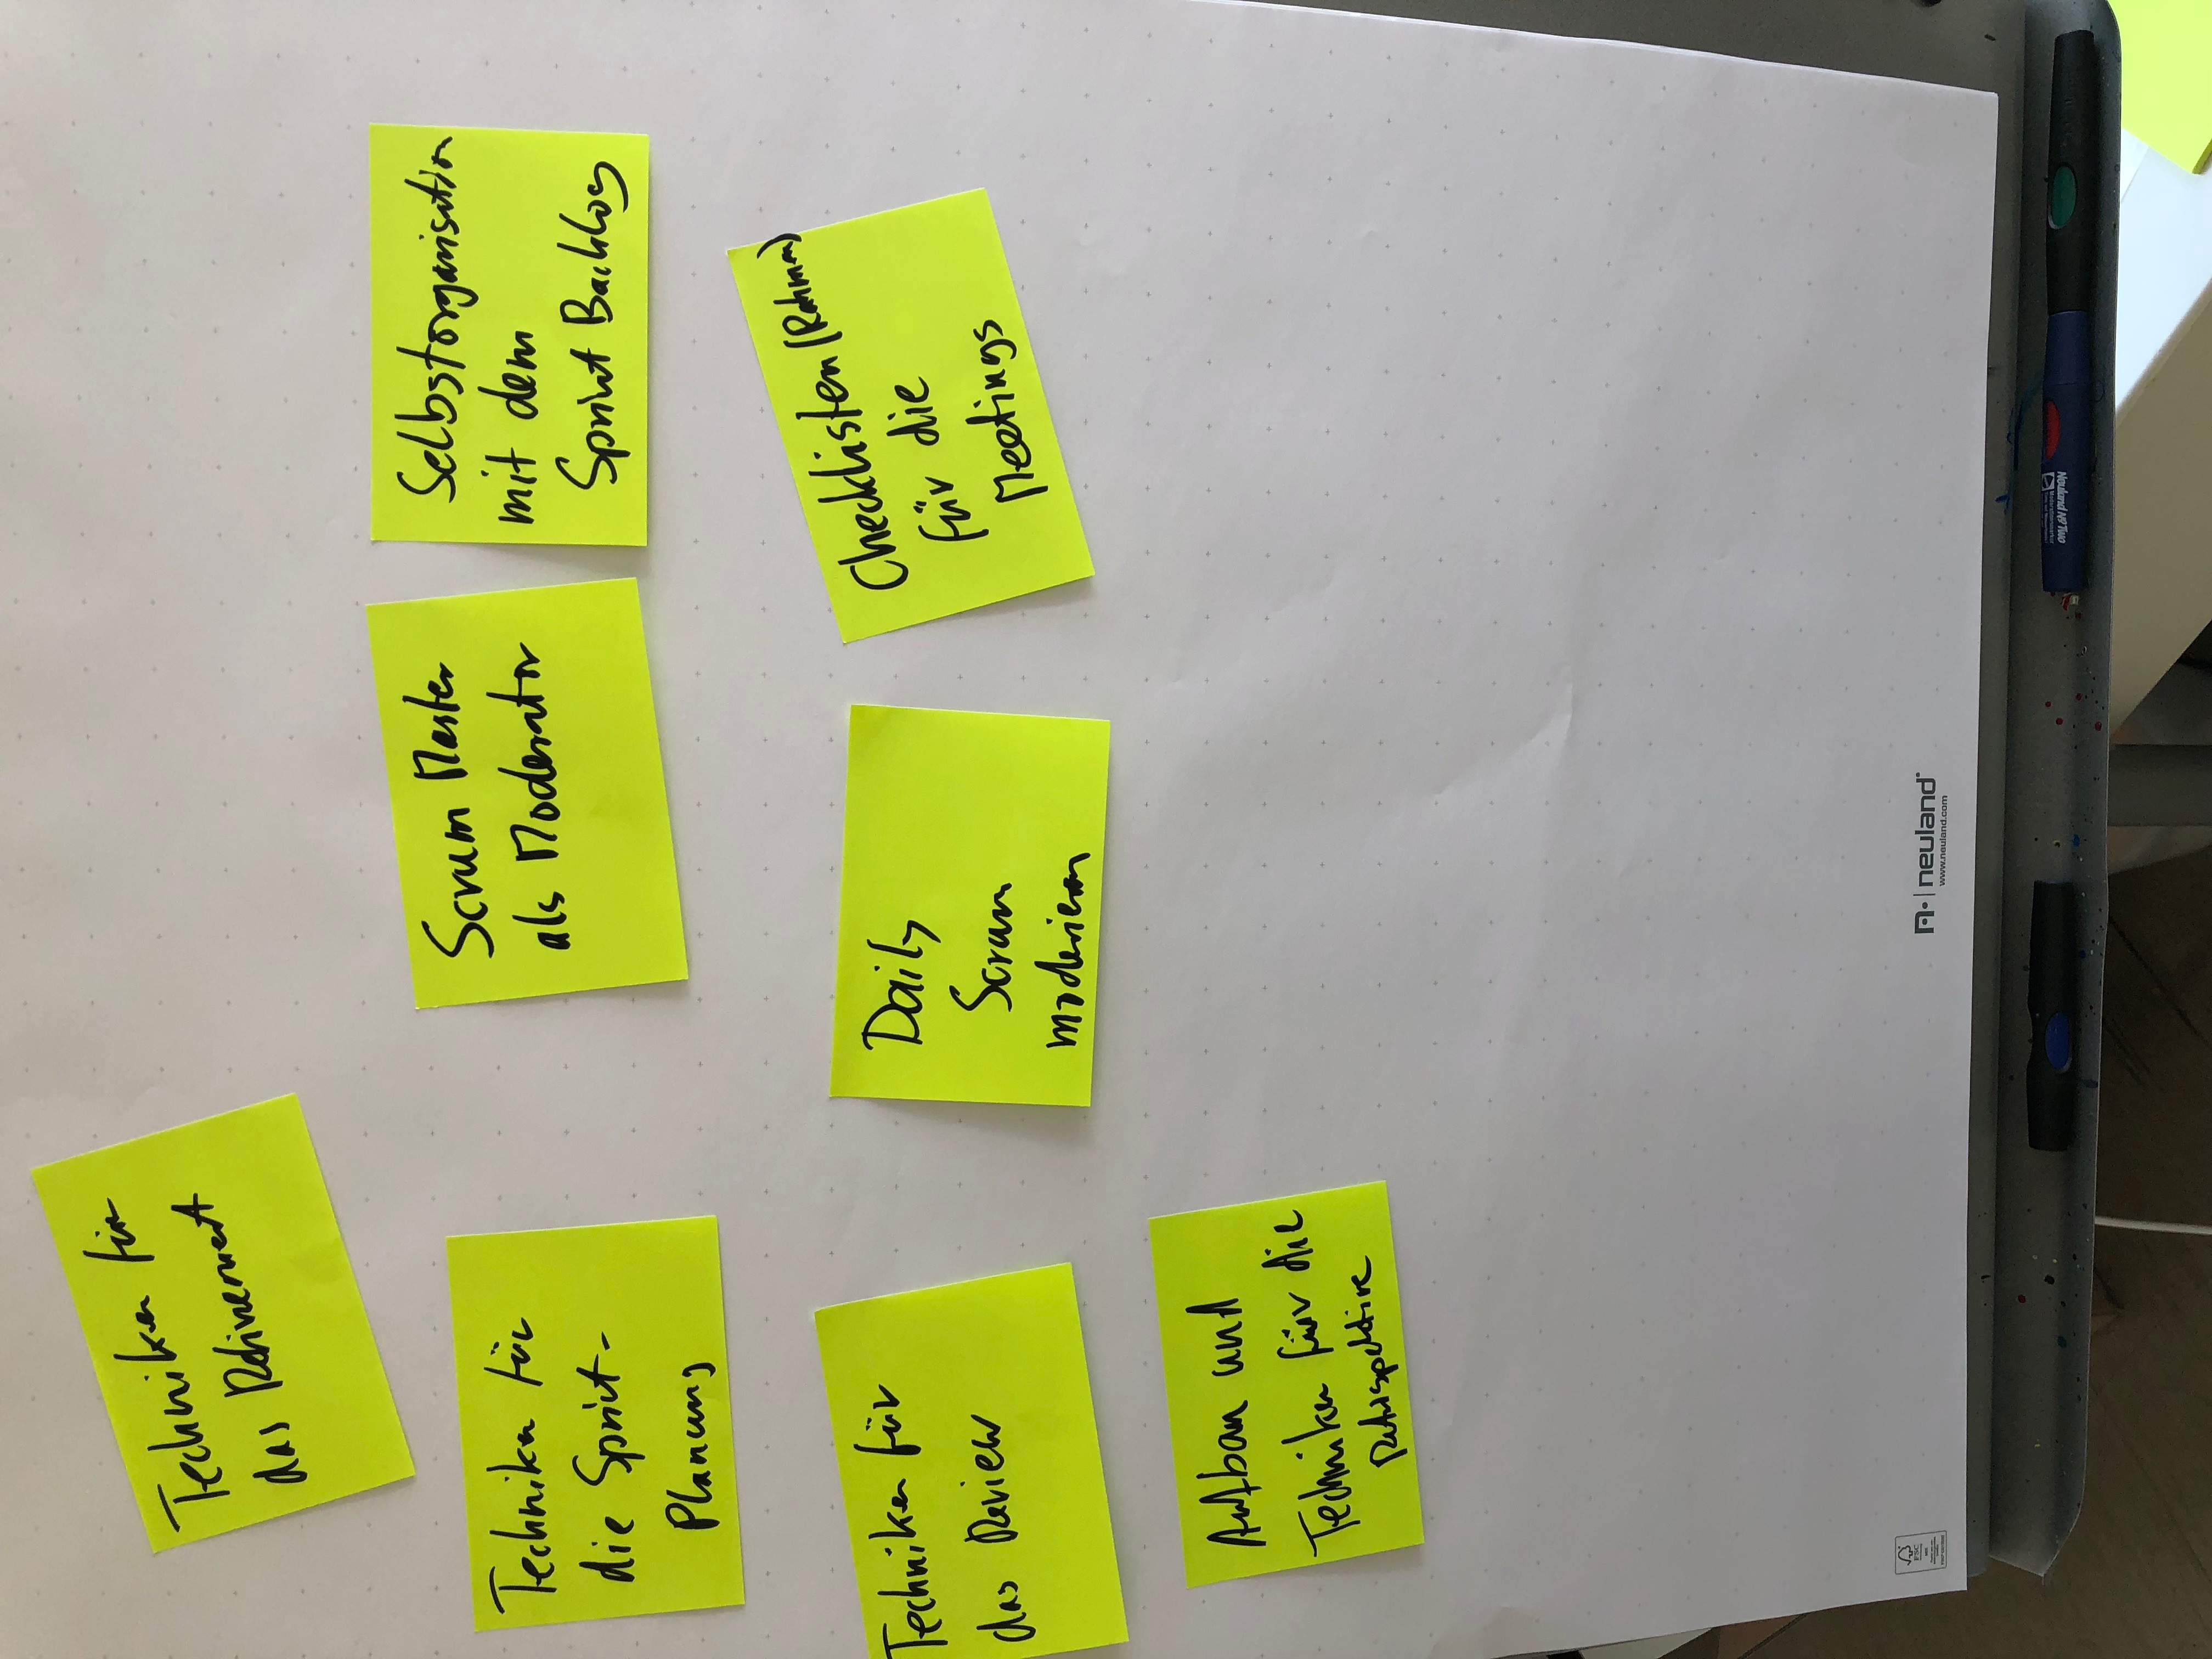 Techniken für
das Refinement
Techniken für
die Sprint-
Planung
Scrum Master
als Moderator
Selbstorganisation
mit dem
Sprint Backlog
Techniken für
das Review
Daily
Scrum
moderieren
Checklisten (Rahmen)
für die
Meetings
Aufbau und
Techniken für die
Retrospektive
FSC
neuland
www.neuland.com
Neuland N° Two